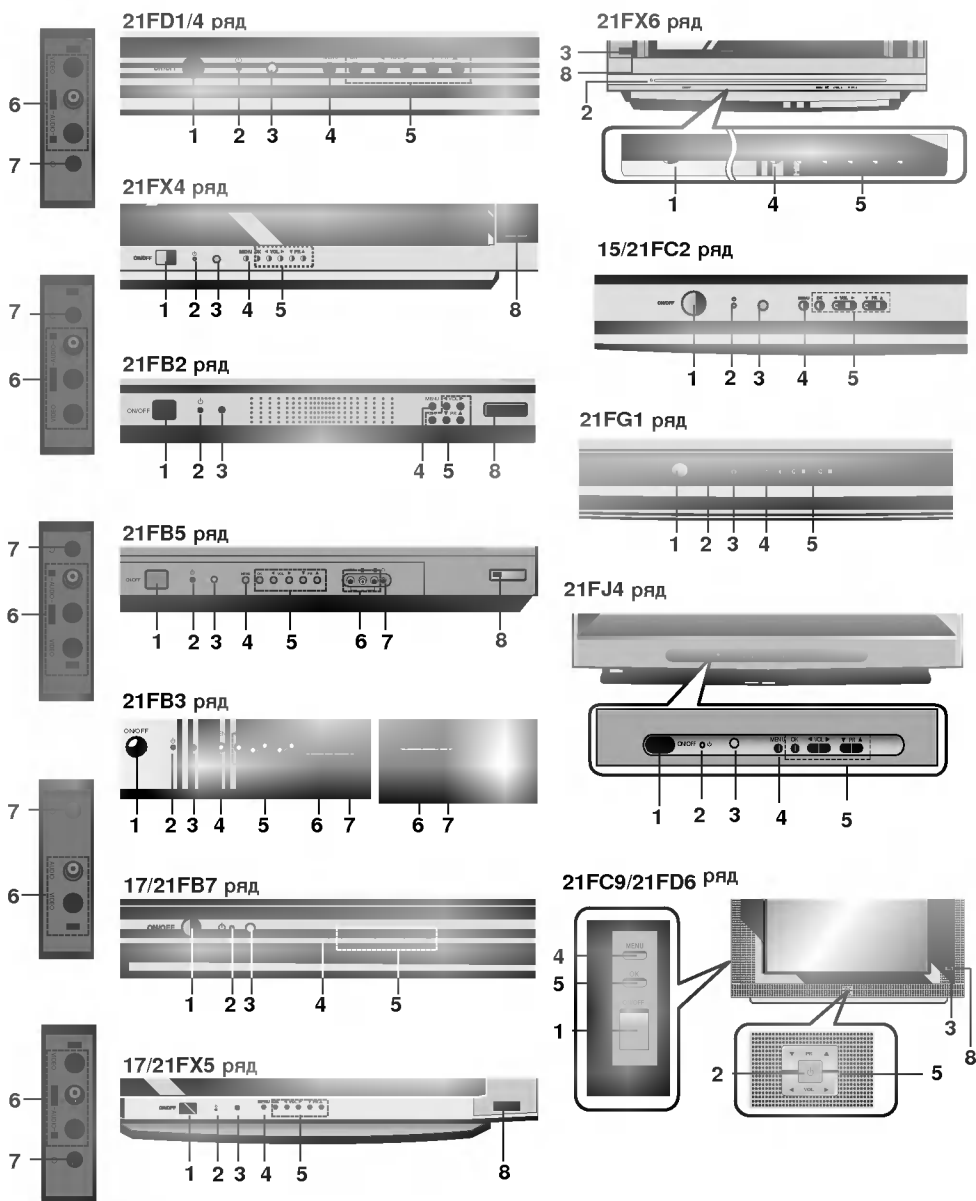 21FD1/4 ряд
ON/OFF
1 2 3 4 5
6
7
AUDIO
21FX4 ряд
ON/OFF
MENU OK ◄ VOL ► ▼ PR ▲
1 2 3 4 5 8
7
6
21FB2 ряд
ON/OFF
MENU
1 2 3 4 5 8
21FB5 ряд
ON/OFF
MENU OK ◄ VOL ► ▼ PR ▲
1 2 3 4 5 6 7 8
7
6
AUDIO
VIDEO
21FB3 ряд
ON/OFF
1 2 3 4 5 6 7 6 7
7
6
AUDIO
VIDEO
17/21FB7 ряд
ON/OFF
1 2 3 4 5
17/21FX5 ряд
ON/OFF
1 2 3 4 5 8
6
7
VIDEO
21FX6 ряд
3
8
2
1 4 5
15/21FC2 ряд
ON/OFF
MENU OK ◄ VOL ► ▼ PR ▲
1 2 3 4 5
21FG1 ряд
1 2 3 4 5
21FJ4 ряд
ON/OFF
MENU OK ◄ VOL ► ▼ PR ▲
1 2 3 4 5
21FC9/21FD6 ряд
4 MENU
5 OK
1 ON/OFF
3
8
▼ PR ▲
2 5
◄ VOL ►